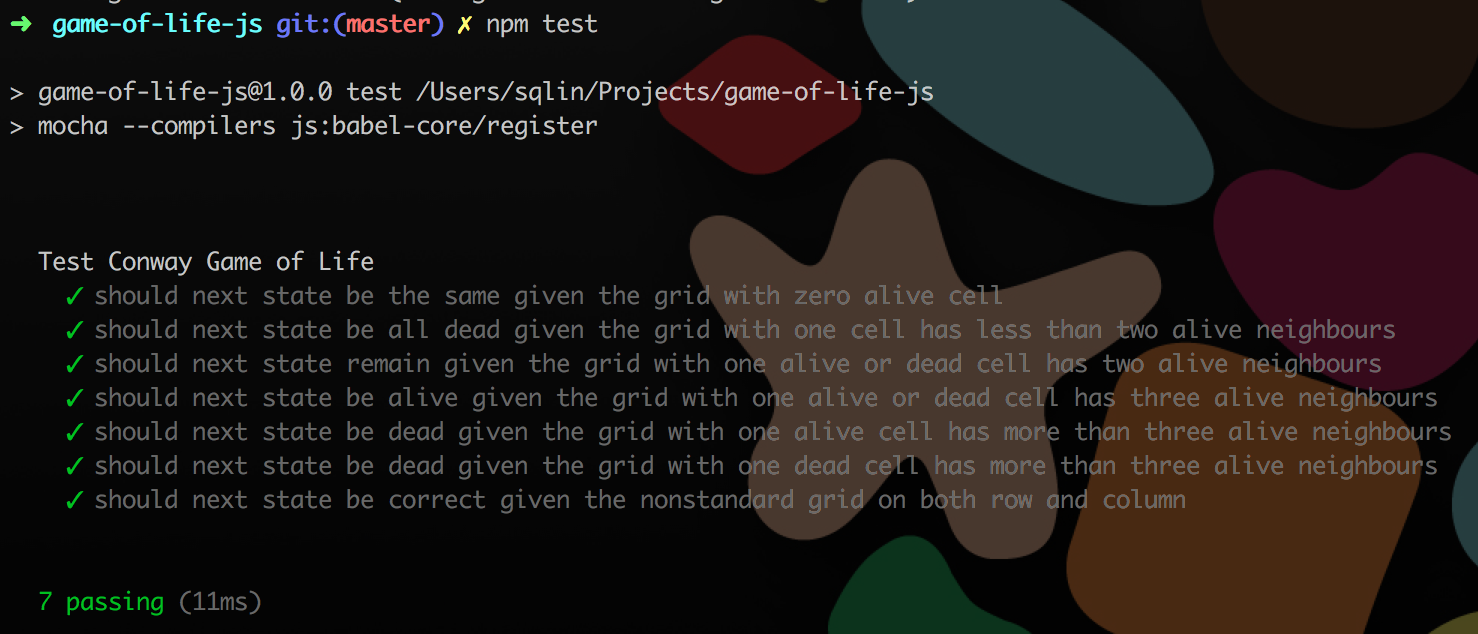 ➜ game-of-life-js git:(master) ✗ npm test
> game-of-life-js@1.0.0 test /Users/sqlin/Projects/game-of-life-js
> mocha --compilers js:babel-core/register
Test Conway Game of Life
✓ should next state be the same given the grid with zero alive cell
✓ should next state be all dead given the grid with one cell has less than two alive neighbours
✓ should next state remain given the grid with one alive or dead cell has two alive neighbours
✓ should next state be alive given the grid with one alive or dead cell has three alive neighbours
✓ should next state be dead given the grid with one alive cell has more than three alive neighbours
✓ should next state be dead given the grid with one dead cell has more than three alive neighbours
✓ should next state be correct given the nonstandard grid on both row and column
7 passing (11ms)